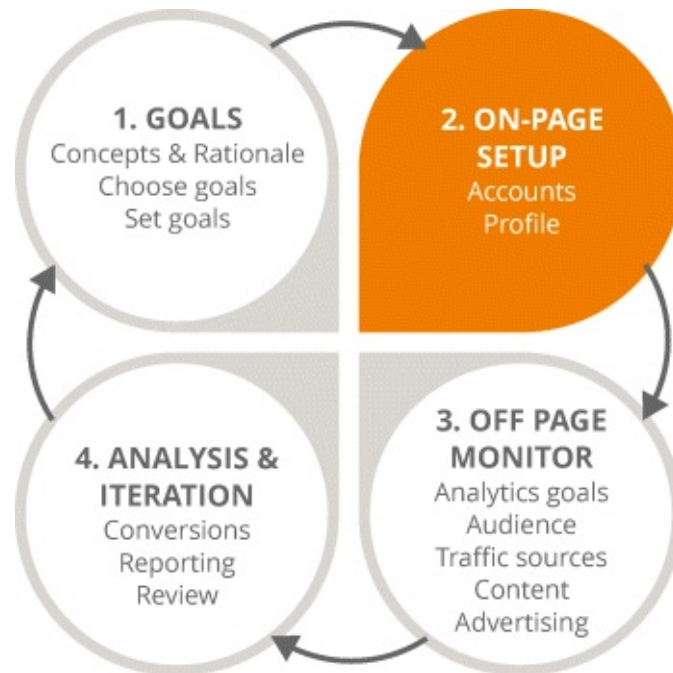 1. GOALS
Concepts & Rationale
Choose goals
Set goals
2. ON-PAGE
SETUP
Accounts
Profile
3. OFF PAGE
MONITOR
Analytics goals
Audience
Traffic sources
Content
Advertising
4. ANALYSIS &
ITERATION
Conversions
Reporting
Review